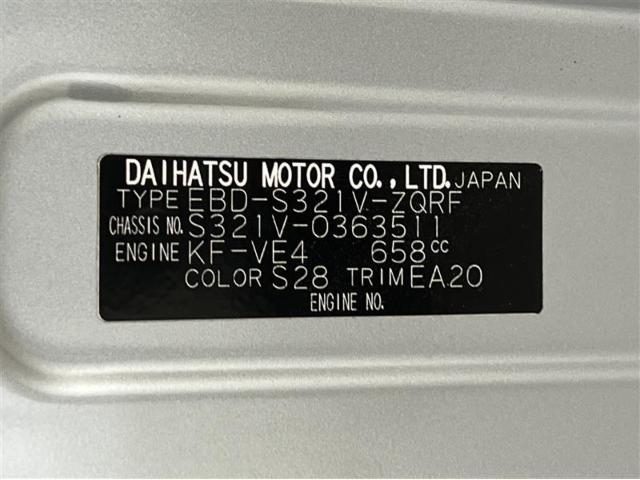 DAIHATSU MOTOR CO.,LTD. JAPAN
TYPE EBD-S321V-ZQRF
CHASSIS NO. S321V-0363511
ENGINE KF-VE4 658cc
COLOR S28 TRIM EA20
ENGINE NO.